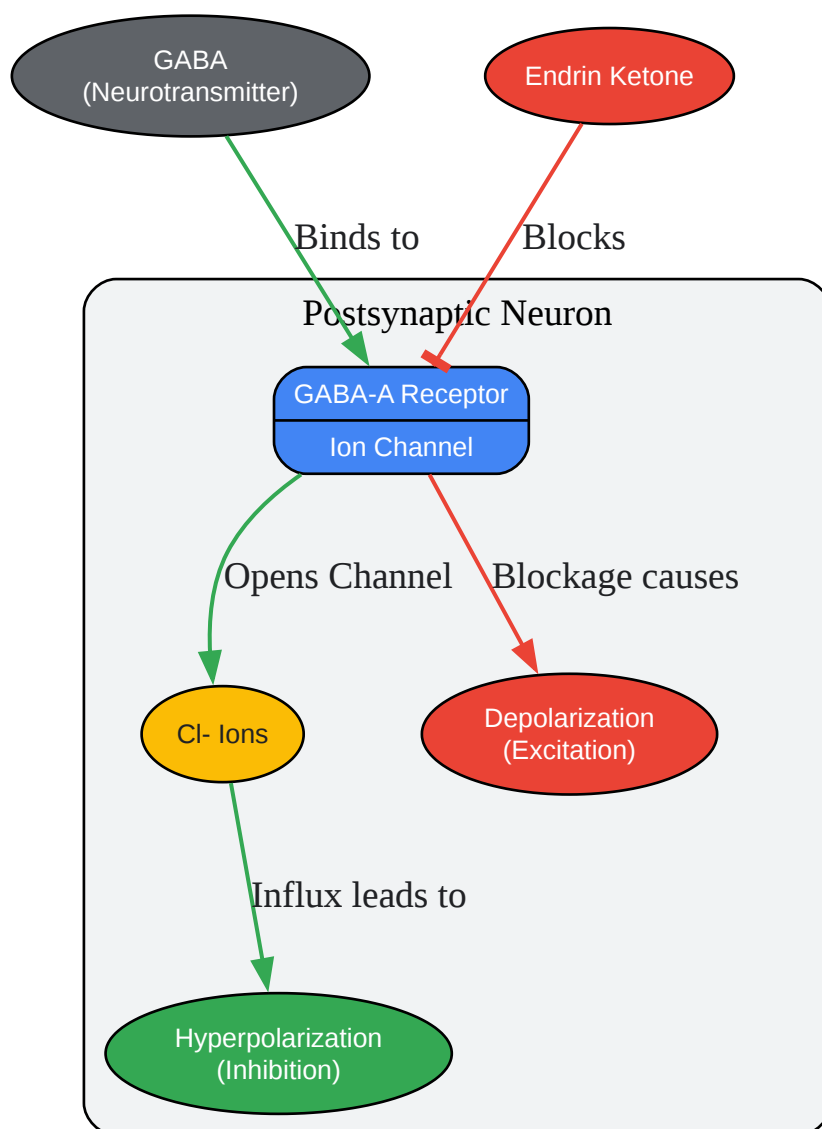 GABA
(Neurotransmitter)
Endrin Ketone
Binds to
Blocks
Postsynaptic Neuron
GABA-A Receptor
Ion Channel
Opens Channel
Blockage causes
Cl- Ions
Depolarization
(Excitation)
Influx leads to
Hyperpolarization
(Inhibition)